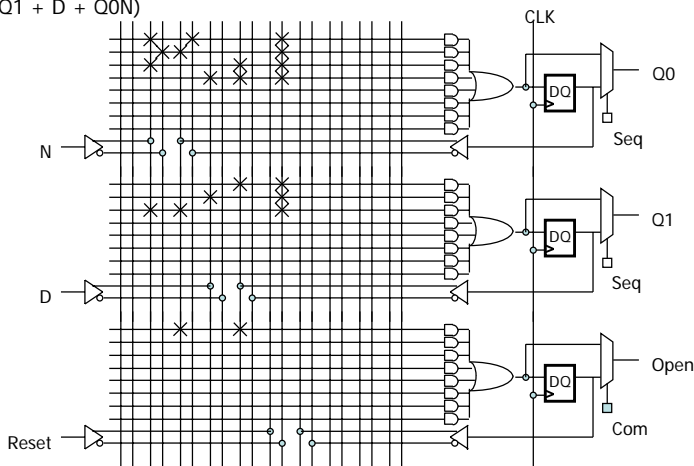 Q1 + D + Q0N)
CLK
Q0
DQ
Seq
N
Q1
DQ
Seq
D
Open
DQ
Com
Reset